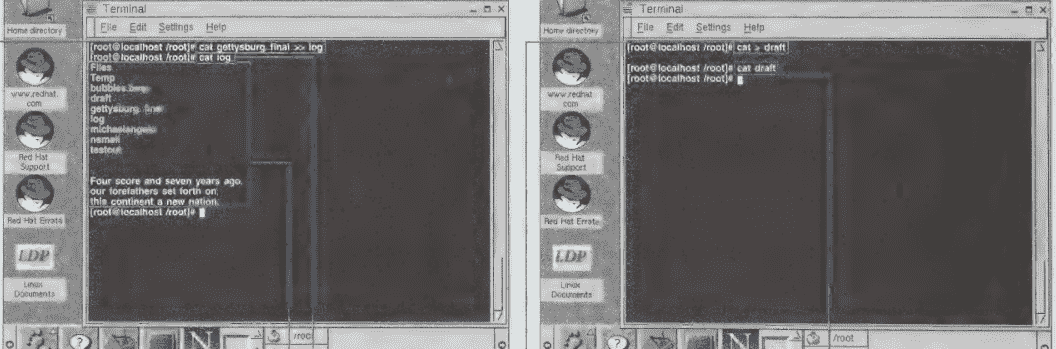 Terminal
File Edit Settings Help
Home directory
[root@localhost /root]# cat gettysburg.final >> log
[root@localhost /root]# cat log
Files
Temp
bubbles.bmp
draft
gettysburg.final
log
michaelangelo
nsmail
testout
Four score and seven years ago,
our forefathers set forth on,
this continent a new nation.
[root@localhost /root]#
www.redhat.
com
Red Hat
Support
Red Hat Errata
LDP
Linux
Documents
N
Terminal
File Edit Settings Help
Home directory
[root@localhost /root]# cat > draft
[root@localhost /root]# cat draft
[root@localhost /root]#
www.redhat.
com
Red Hat
Support
Red Hat Errata
LDP
Linux
Documents
N
/root